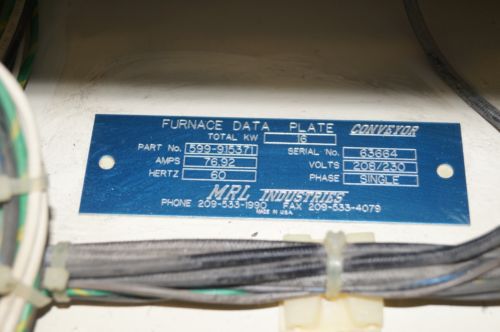 FURNACE DATA PLATE CONVEYOR
TOTAL KW 16
PART No. 599-915371 SERIAL No. 63664
AMPS 76.92 VOLTS 208/230
HERTZ 60 PHASE SINGLE
MRL INDUSTRIES
PHONE 209-533-1990 FAX 209-533-4079
MADE IN U.S.A.